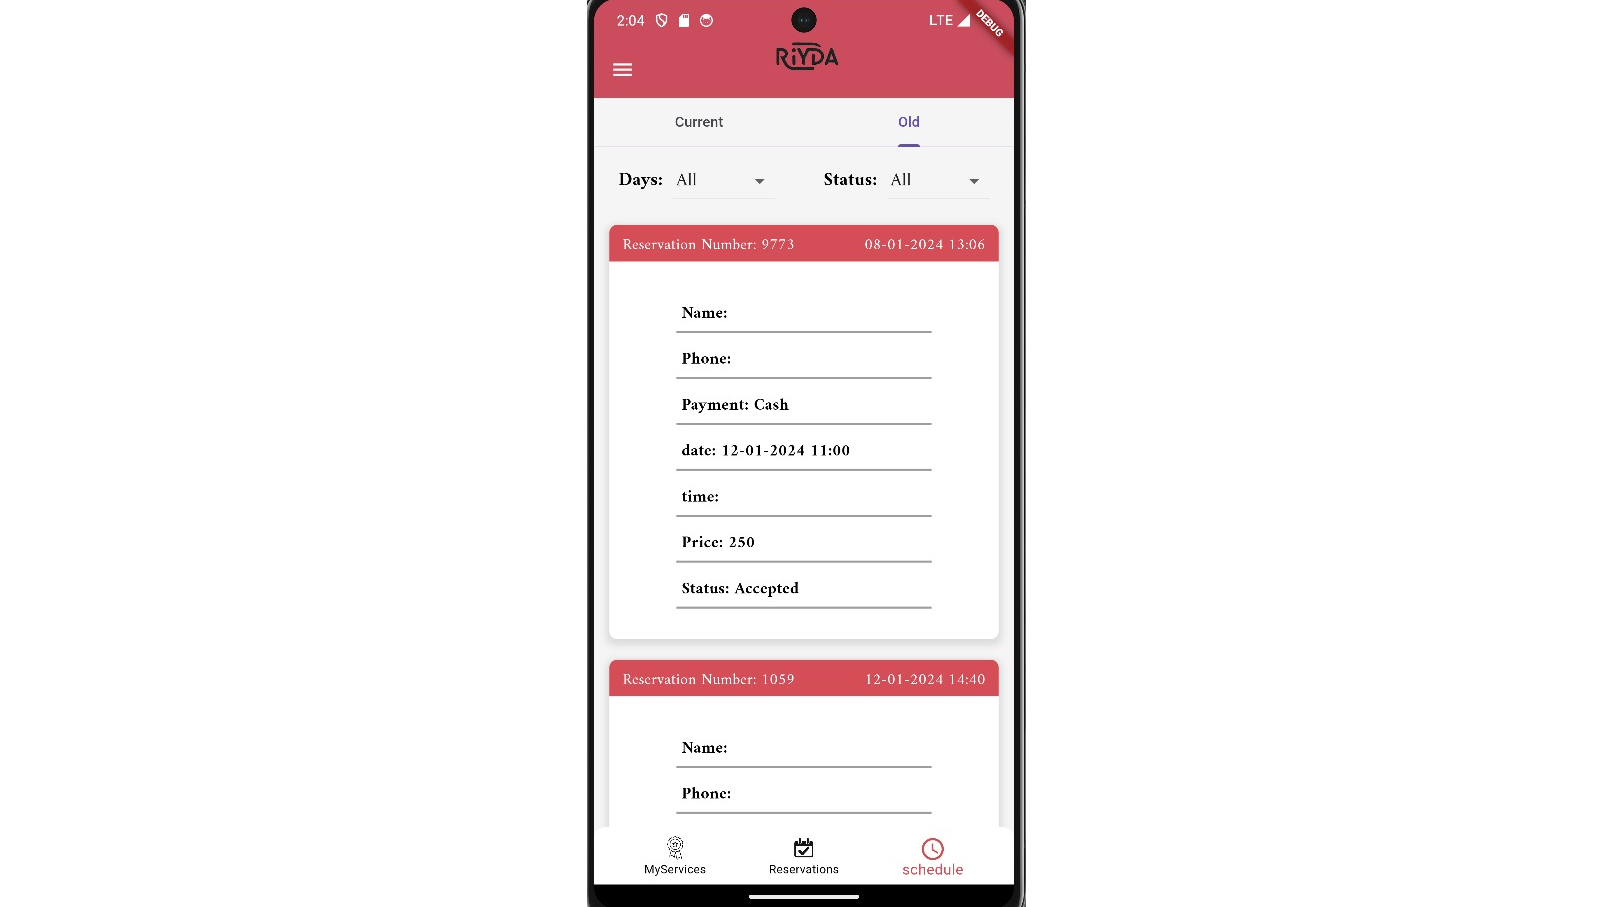 2:04 LTE DEBUG
RiYDA
Current Old
Days: All Status: All
Reservation Number: 9773 08-01-2024 13:06
Name:
Phone:
Payment: Cash
date: 12-01-2024 11:00
time:
Price: 250
Status: Accepted
Reservation Number: 1059 12-01-2024 14:40
Name:
Phone:
MyServices Reservations schedule